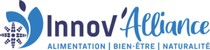 Innov'Alliance
ALIMENTATION | BIEN-ÊTRE | NATURALITÉ